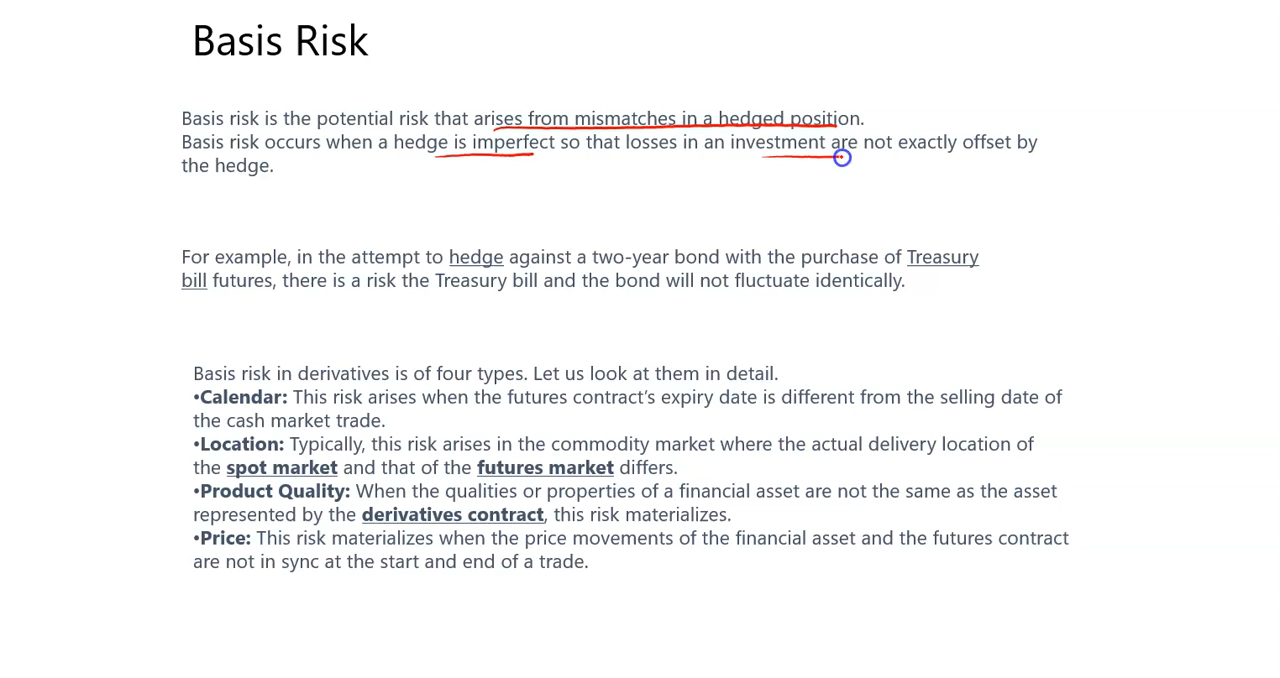 Basis Risk
Basis risk is the potential risk that arises from mismatches in a hedged position.
Basis risk occurs when a hedge is imperfect so that losses in an investment are not exactly offset by
the hedge.
For example, in the attempt to hedge against a two-year bond with the purchase of Treasury
bill futures, there is a risk the Treasury bill and the bond will not fluctuate identically.
Basis risk in derivatives is of four types. Let us look at them in detail.
•Calendar: This risk arises when the futures contract’s expiry date is different from the selling date of
the cash market trade.
•Location: Typically, this risk arises in the commodity market where the actual delivery location of
the spot market and that of the futures market differs.
•Product Quality: When the qualities or properties of a financial asset are not the same as the asset
represented by the derivatives contract, this risk materializes.
•Price: This risk materializes when the price movements of the financial asset and the futures contract
are not in sync at the start and end of a trade.